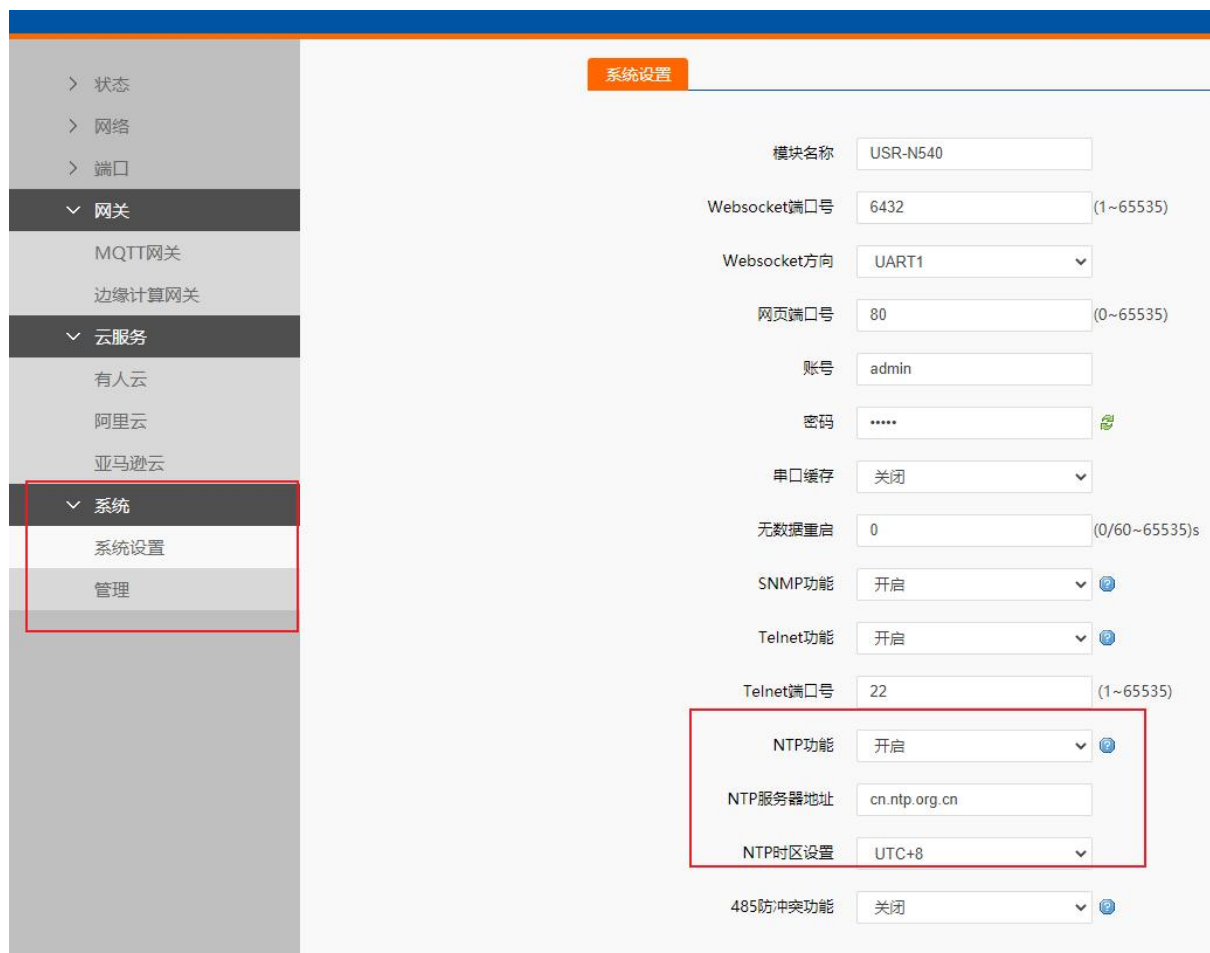 状态
网络
端口
网关
MQTT网关
边缘计算网关
云服务
有人云
阿里云
亚马逊云
系统
系统设置
管理
系统设置
模块名称 USR-N540
Websocket端口号 6432 (1~65535)
Websocket方向 UART1
网页端口号 80 (0~65535)
账号 admin
密码 •••••
串口缓存 关闭
无数据重启 0 (0/60~65535)s
SNMP功能 开启
Telnet功能 开启
Telnet端口号 22 (1~65535)
NTP功能 开启
NTP服务器地址 cn.ntp.org.cn
NTP时区设置 UTC+8
485防冲突功能 关闭